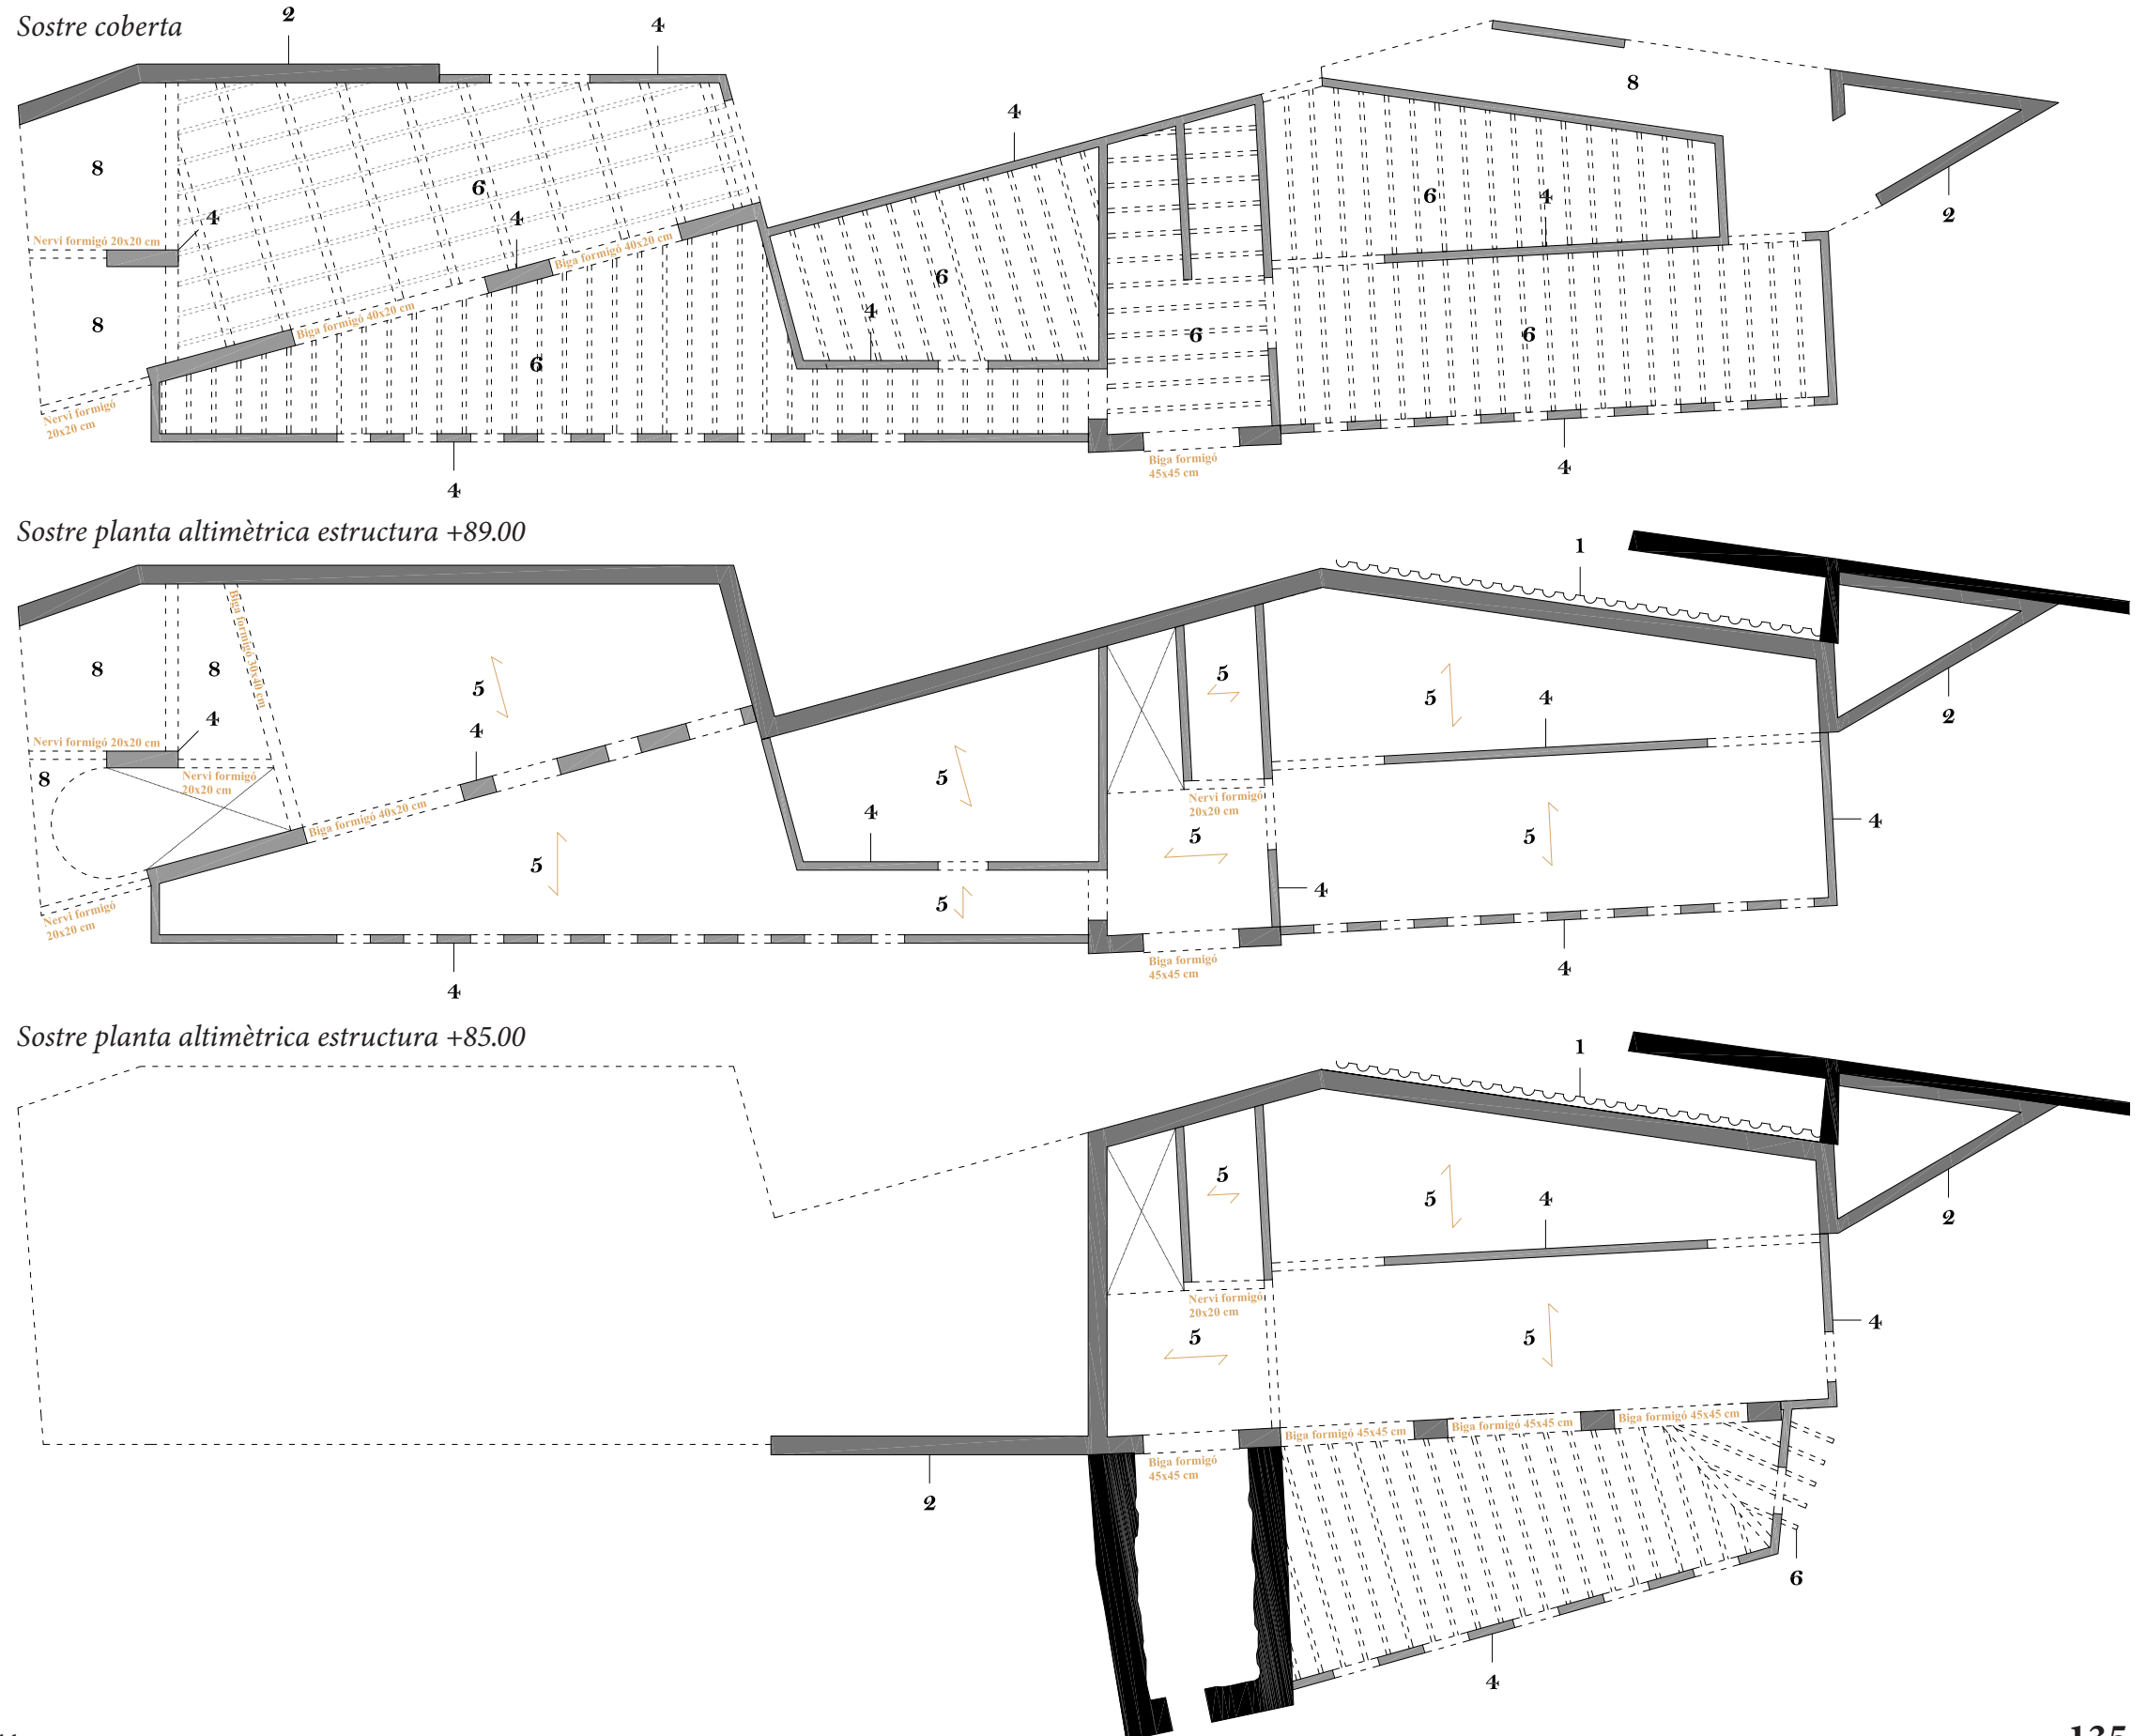 Sostre coberta
2
4
4
8
8
6
4
4
6
4
2
Nervi formigó 20x20 cm
Biga formigó 40x20 cm
6
4
8
Biga formigó 40x20 cm
6
6
6
Nervi formigó
20x20 cm
Biga formigó
45x45 cm
4
4
Sostre planta altimètrica estructura +89.00
1
Biga formigó 30x40 cm
8
8
5
5
5
4
2
4
4
Nervi formigó 20x20 cm
8
Nervi formigó
20x20 cm
5
4
Nervi formigó
20x20 cm
Biga formigó 40x20 cm
5
5
5
4
5
4
Nervi formigó
20x20 cm
Biga formigó
45x45 cm
4
4
Sostre planta altimètrica estructura +85.00
1
5
5
4
2
Nervi formigó
20x20 cm
5
5
4
Biga formigó 45x45 cm
Biga formigó 45x45 cm
Biga formigó 45x45 cm
Biga formigó
45x45 cm
2
6
4
135